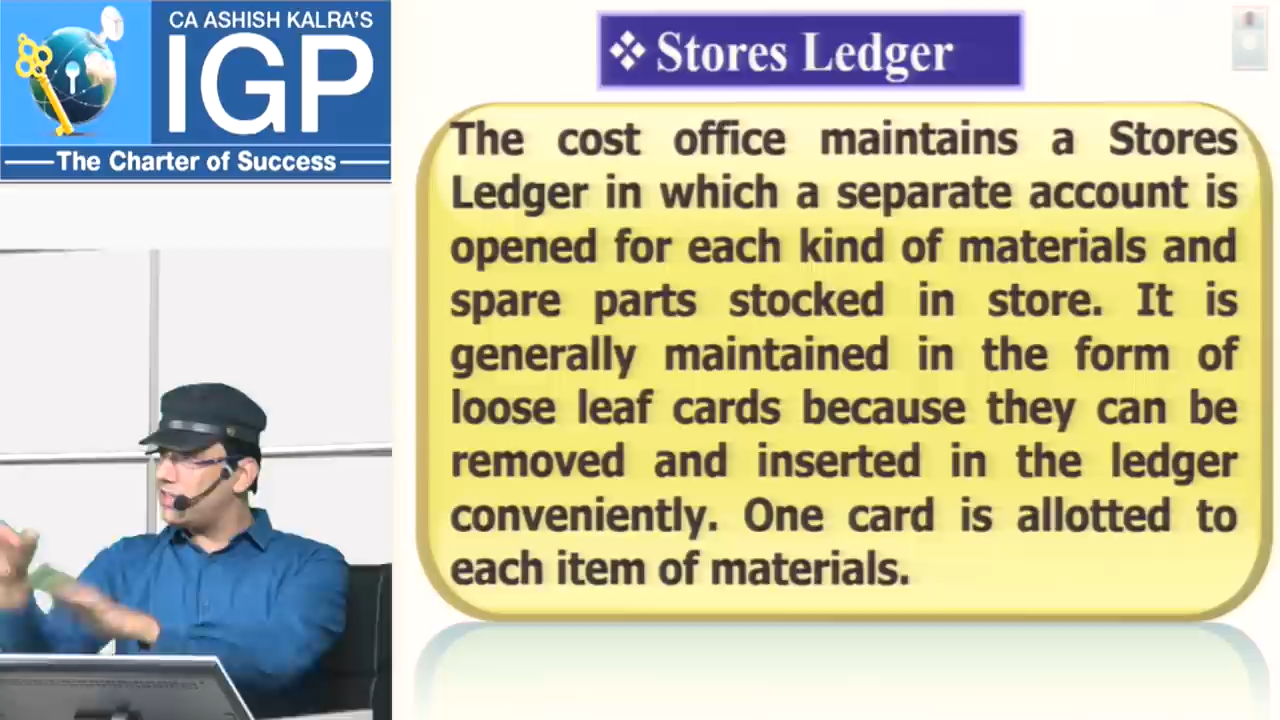 CA ASHISH KALRA'S
IGP
The Charter of Success
❖ Stores Ledger
The cost office maintains a Stores
Ledger in which a separate account is
opened for each kind of materials and
spare parts stocked in store. It is
generally maintained in the form of
loose leaf cards because they can be
removed and inserted in the ledger
conveniently. One card is allotted to
each item of materials.